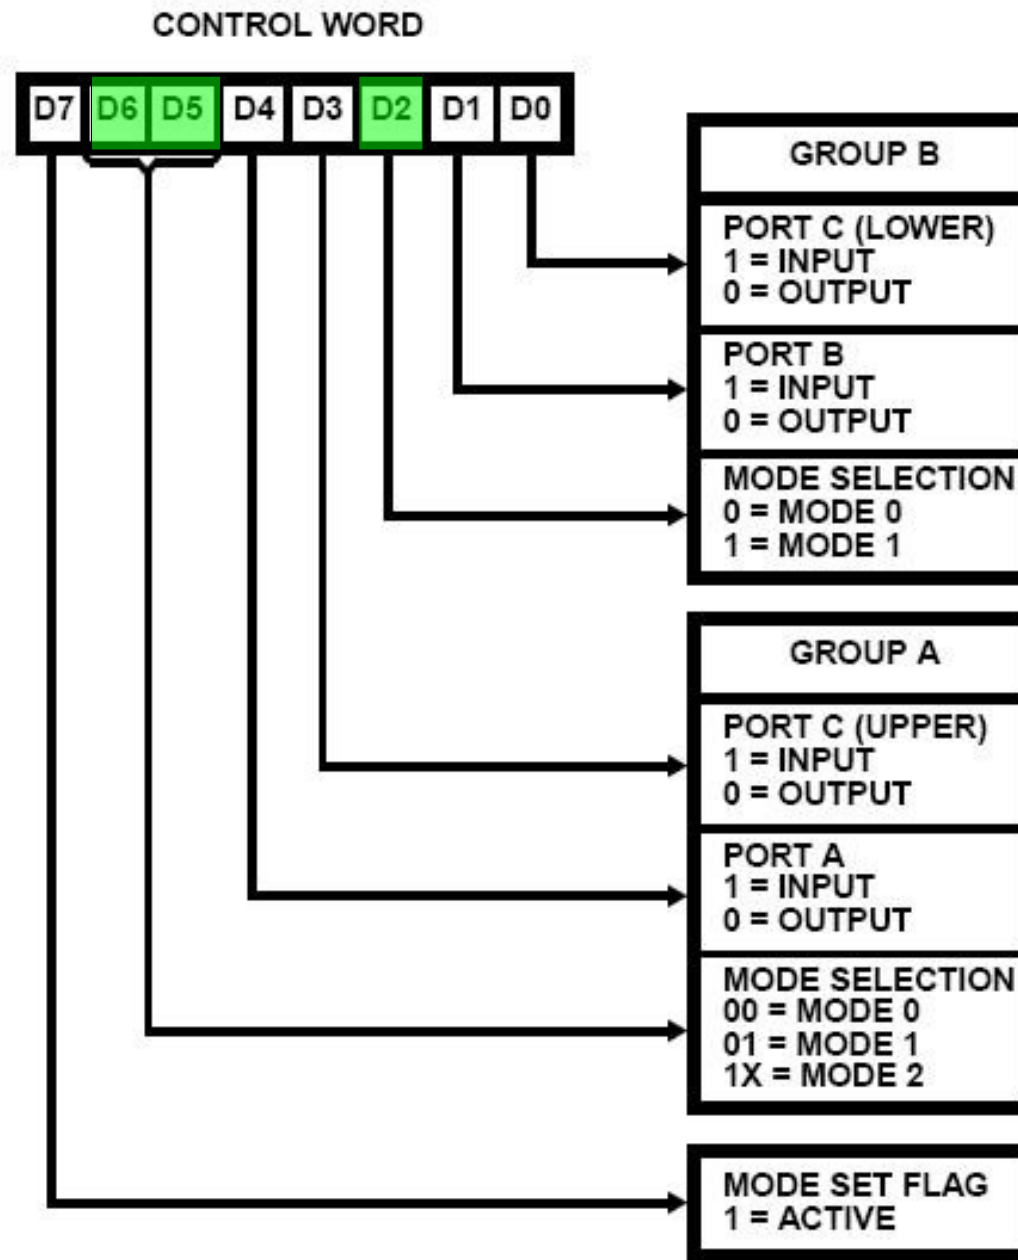 CONTROL WORD
D7 D6 D5 D4 D3 D2 D1 D0
GROUP B
PORT C (LOWER)
1 = INPUT
0 = OUTPUT
PORT B
1 = INPUT
0 = OUTPUT
MODE SELECTION
0 = MODE 0
1 = MODE 1
GROUP A
PORT C (UPPER)
1 = INPUT
0 = OUTPUT
PORT A
1 = INPUT
0 = OUTPUT
MODE SELECTION
00 = MODE 0
01 = MODE 1
1X = MODE 2
MODE SET FLAG
1 = ACTIVE